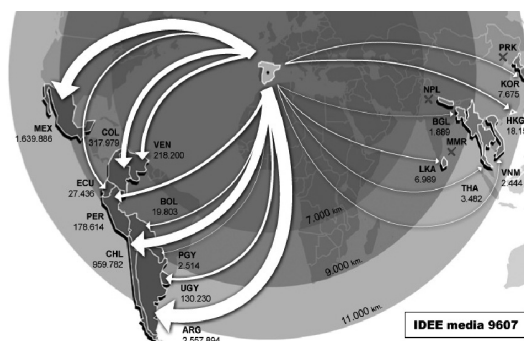 PRK
KOR
7.675
NPL
HKG
BGL
1.889
MMR
MEX
1.639.886
COL
317.979
VEN
218.200
LKA
6.989
VNM
2.444
THA
3.482
ECU
27.436
BOL
19.803
PER
178.614
7.000 km.
CHL
959.782
PGY
2.514
9.000 km.
UGY
130.230
11.000 km.
ARG
IDEE media 9607